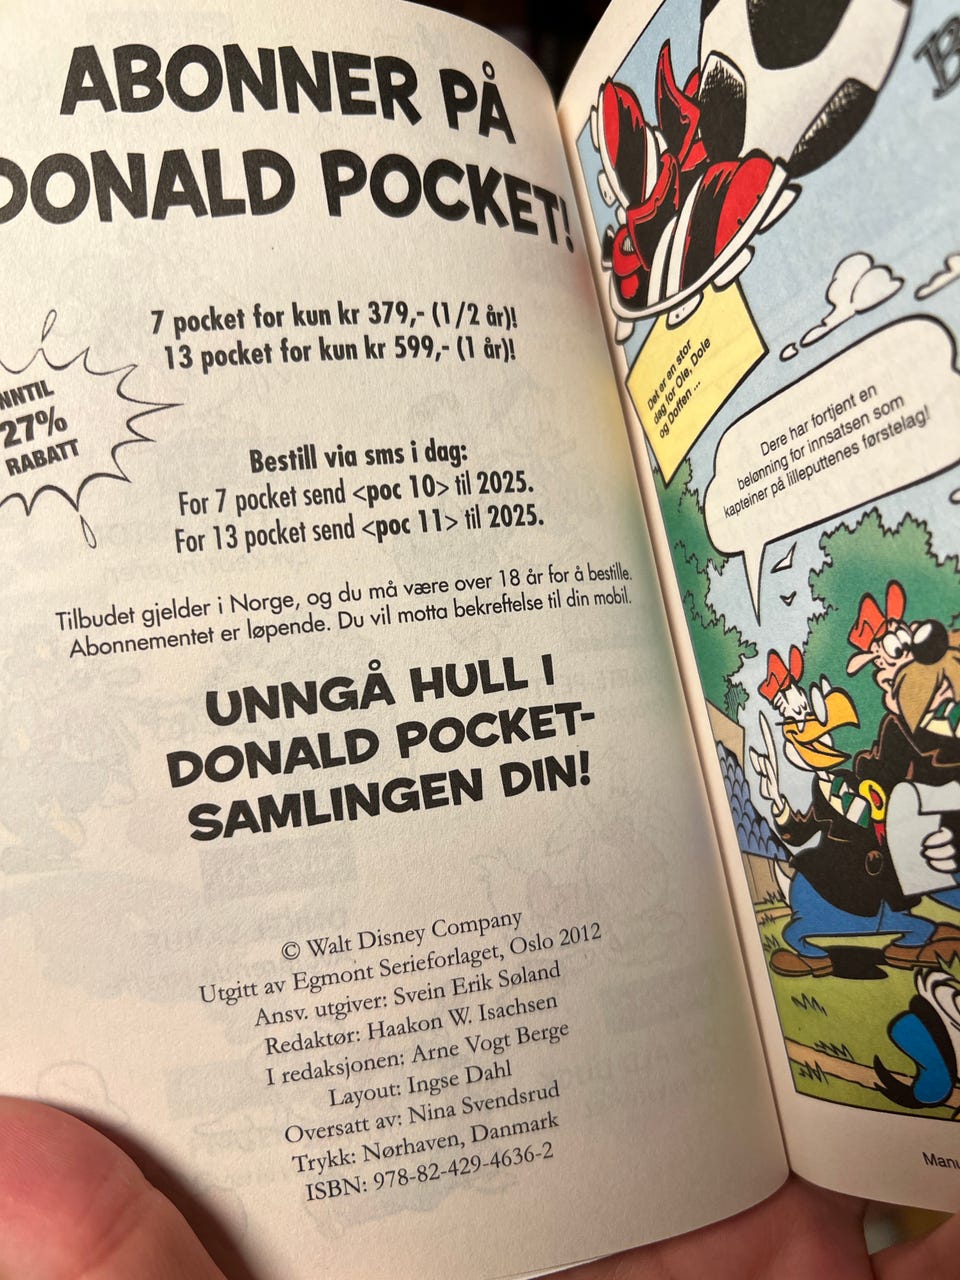 ABONNER PÅ
DONALD POCKET!
7 pocket for kun kr 379,- (1/2 år)!
13 pocket for kun kr 599,- (1 år)!
27%
RABATT
Bestill via sms i dag:
For 7 pocket send <poc 10> til 2025.
For 13 pocket send <poc 11> til 2025.
Tilbudet gjelder i Norge, og du må være over 18 år for å bestille.
Abonnementet er løpende. Du vil motta bekreftelse til din mobil.
UNNGÅ HULL I
DONALD POCKET-
SAMLINGEN DIN!
© Walt Disney Company
Utgitt av Egmont Serieforlaget, Oslo 2012
Ansv. utgiver: Svein Erik Søland
Redaktør: Haakon W. Isachsen
I redaksjonen: Arne Vogt Berge
Layout: Ingse Dahl
Oversatt av: Nina Svendsrud
Trykk: Nørhaven, Danmark
ISBN: 978-82-429-4636-2
Det er en stor
dag for Ole, Dole
og Doffen ...
Dere har fortjent en
belønning for innsatsen som
kapteiner på lilleputtenes førstelag!